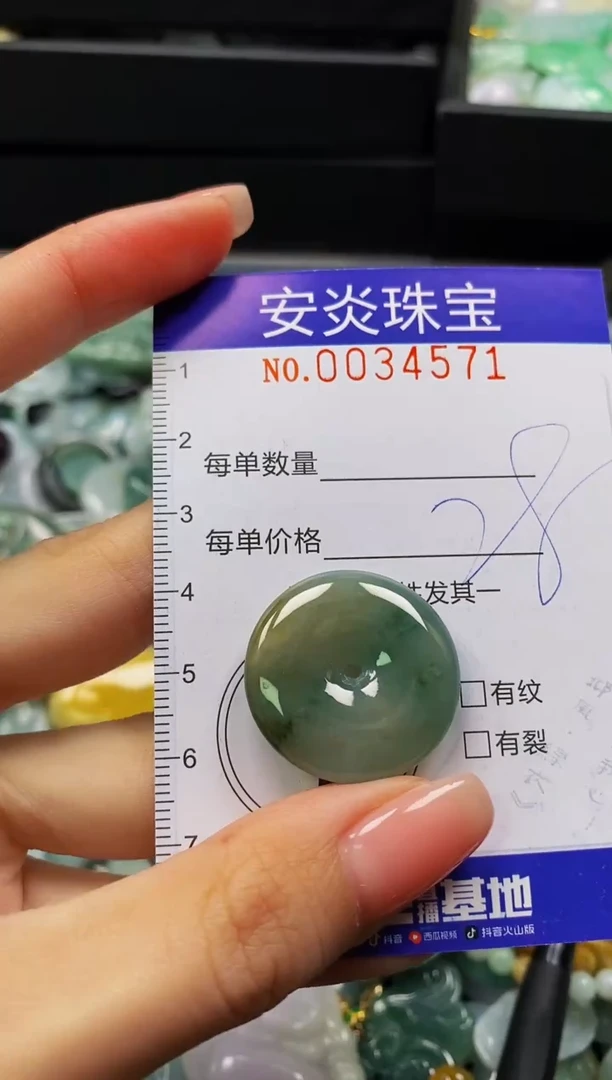 安炎珠宝
NO.0034571
1
2
每单数量
3
28
每单价格
4
发其一
5
□有纹
□有裂
6
7
播基地
抖音 西瓜视频 抖音火山版